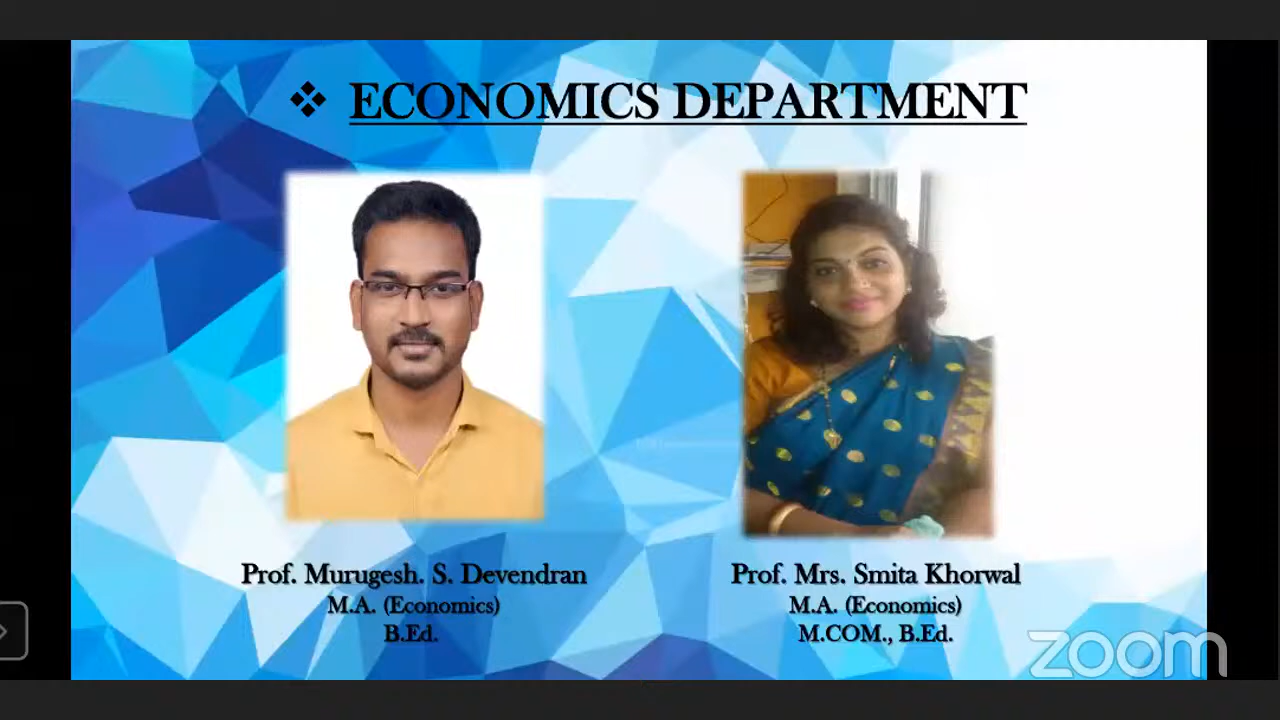 ❖ ECONOMICS DEPARTMENT
Prof. Murugesh. S. Devendran
M.A. (Economics)
B.Ed.
Prof. Mrs. Smita Khorwal
M.A. (Economics)
M.COM., B.Ed.
zoom